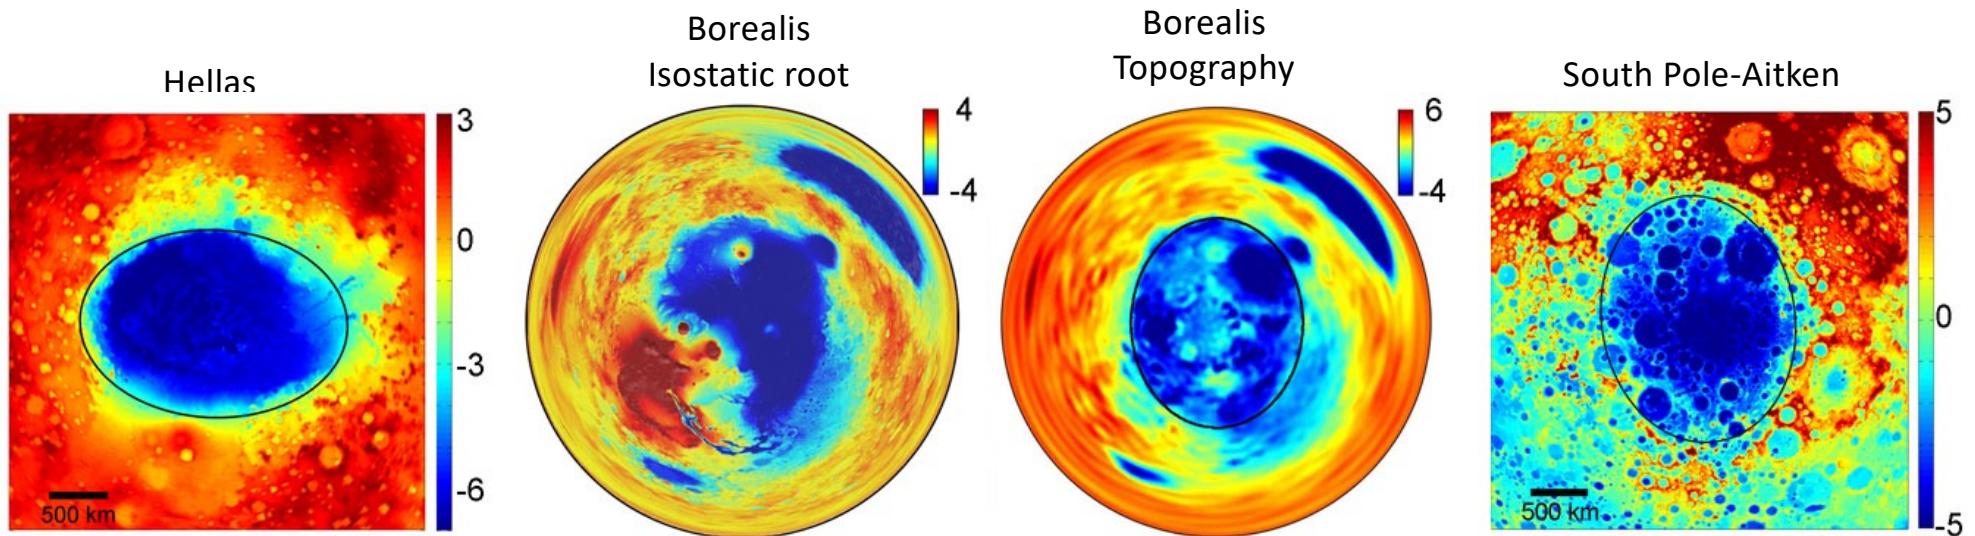 Hellas
3
0
-3
-6
500 km
Borealis
Isostatic root
4
-4
Borealis
Topography
6
-4
South Pole-Aitken
5
0
-5
500 km